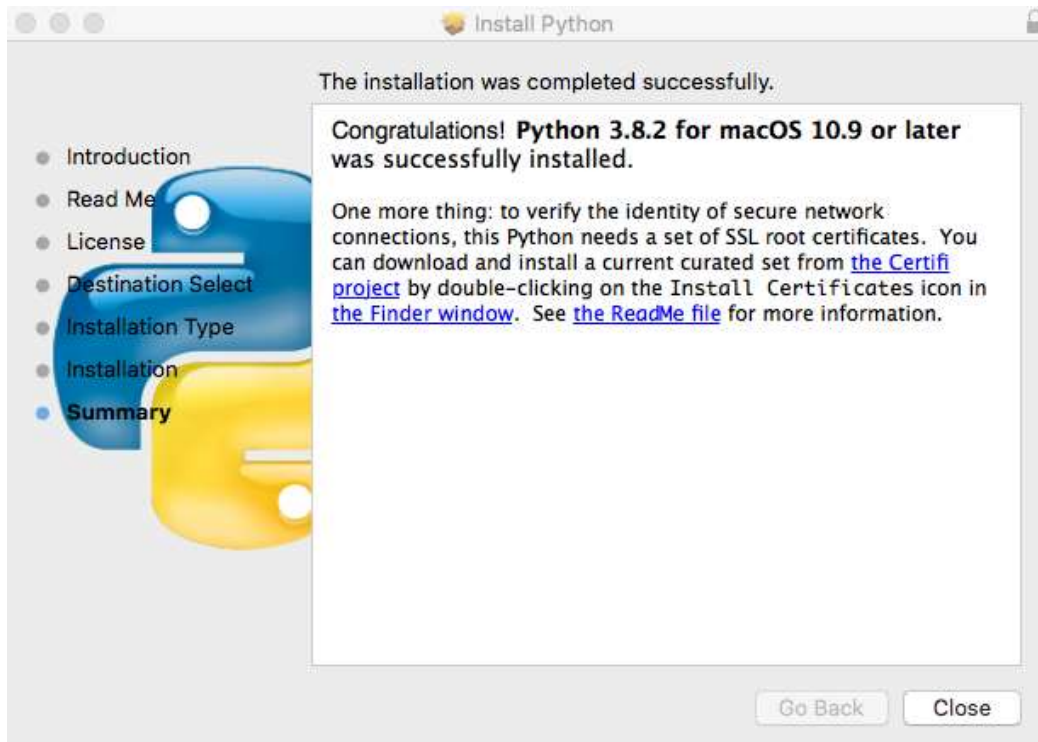 Install Python
The installation was completed successfully.
Introduction
Read Me
License
Destination Select
Installation Type
Installation
Summary
Congratulations! Python 3.8.2 for macOS 10.9 or later
was successfully installed.
One more thing: to verify the identity of secure network
connections, this Python needs a set of SSL root certificates. You
can download and install a current curated set from the Certifi
project by double-clicking on the Install Certificates icon in
the Finder window. See the ReadMe file for more information.
Go Back
Close